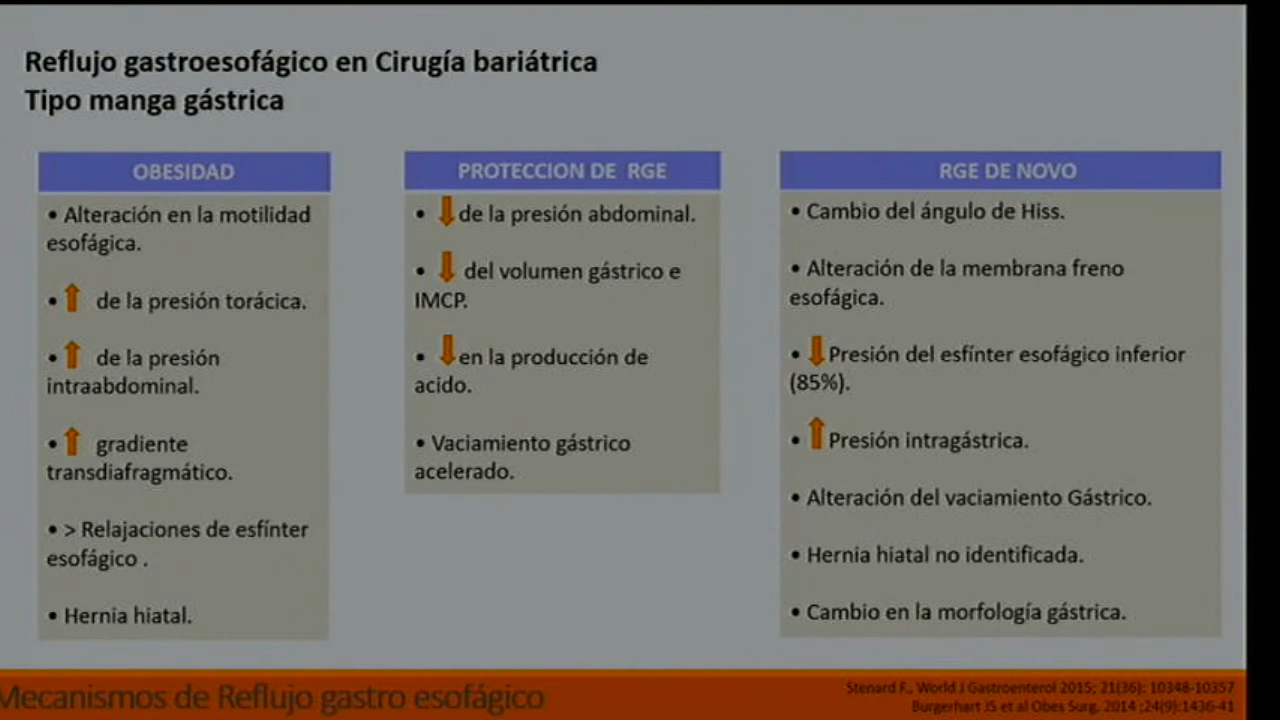 Reflujo gastroesofágico en Cirugía bariátrica
Tipo manga gástrica
OBESIDAD
• Alteración en la motilidad
esofágica.
• de la presión torácica.
• de la presión
intraabdominal.
• gradiente
transdiafragmático.
• > Relajaciones de esfínter
esofágico .
• Hernia hiatal.
PROTECCION DE RGE
• de la presión abdominal.
• del volumen gástrico e
IMCP.
• en la producción de
acido.
• Vaciamiento gástrico
acelerado.
RGE DE NOVO
• Cambio del ángulo de Hiss.
• Alteración de la membrana freno
esofágica.
• Presión del esfínter esofágico inferior
(85%).
• Presión intragástrica.
• Alteración del vaciamiento Gástrico.
• Hernia hiatal no identificada.
• Cambio en la morfología gástrica.
Mecanismos de Reflujo gastro esofágico
Stenard F., World J Gastroenterol 2015; 21(36): 10348-10357
Burgerhart JS et al Obes Surg. 2014 ;24(9):1436-41